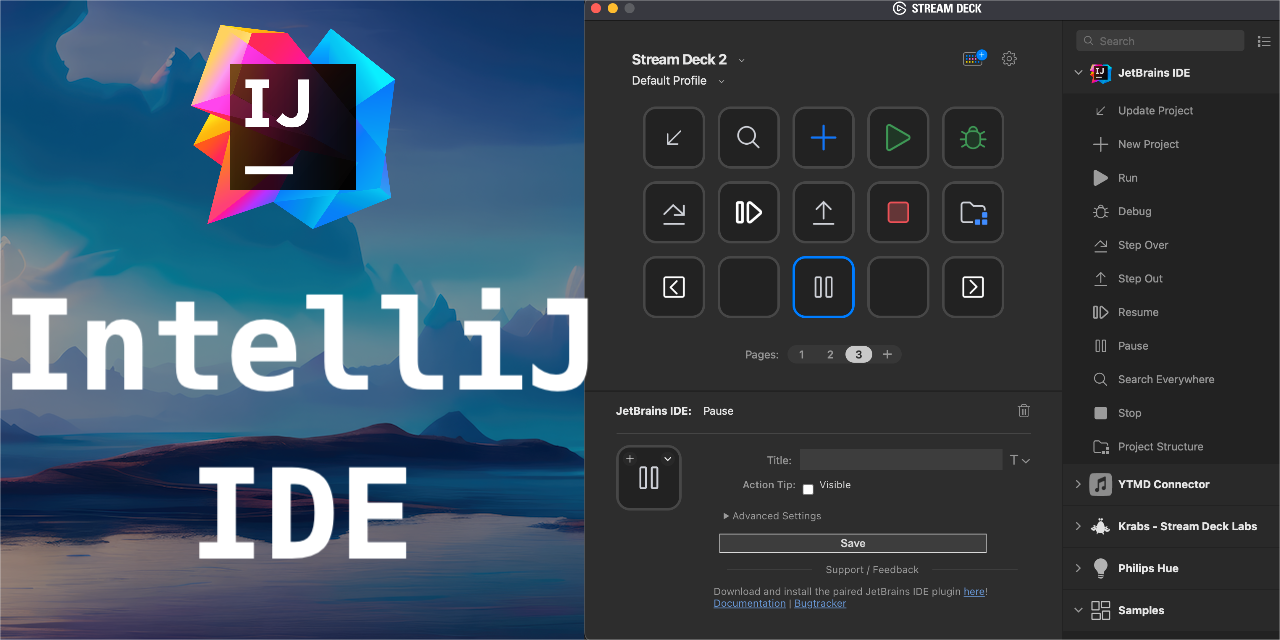 IJ
IntelliJ
IDE
STREAM DECK
Stream Deck 2
Default Profile
Pages: 1 2 3 +
JetBrains IDE: Pause
Title:
T
Action Tip: Visible
Advanced Settings
Save
Support / Feedback
Download and install the paired JetBrains IDE plugin here!
Documentation | Bugtracker
Search
IJ JetBrains IDE
Update Project
New Project
Run
Debug
Step Over
Step Out
Resume
Pause
Search Everywhere
Stop
Project Structure
YTMD Connector
Krabs - Stream Deck Labs
Philips Hue
Samples